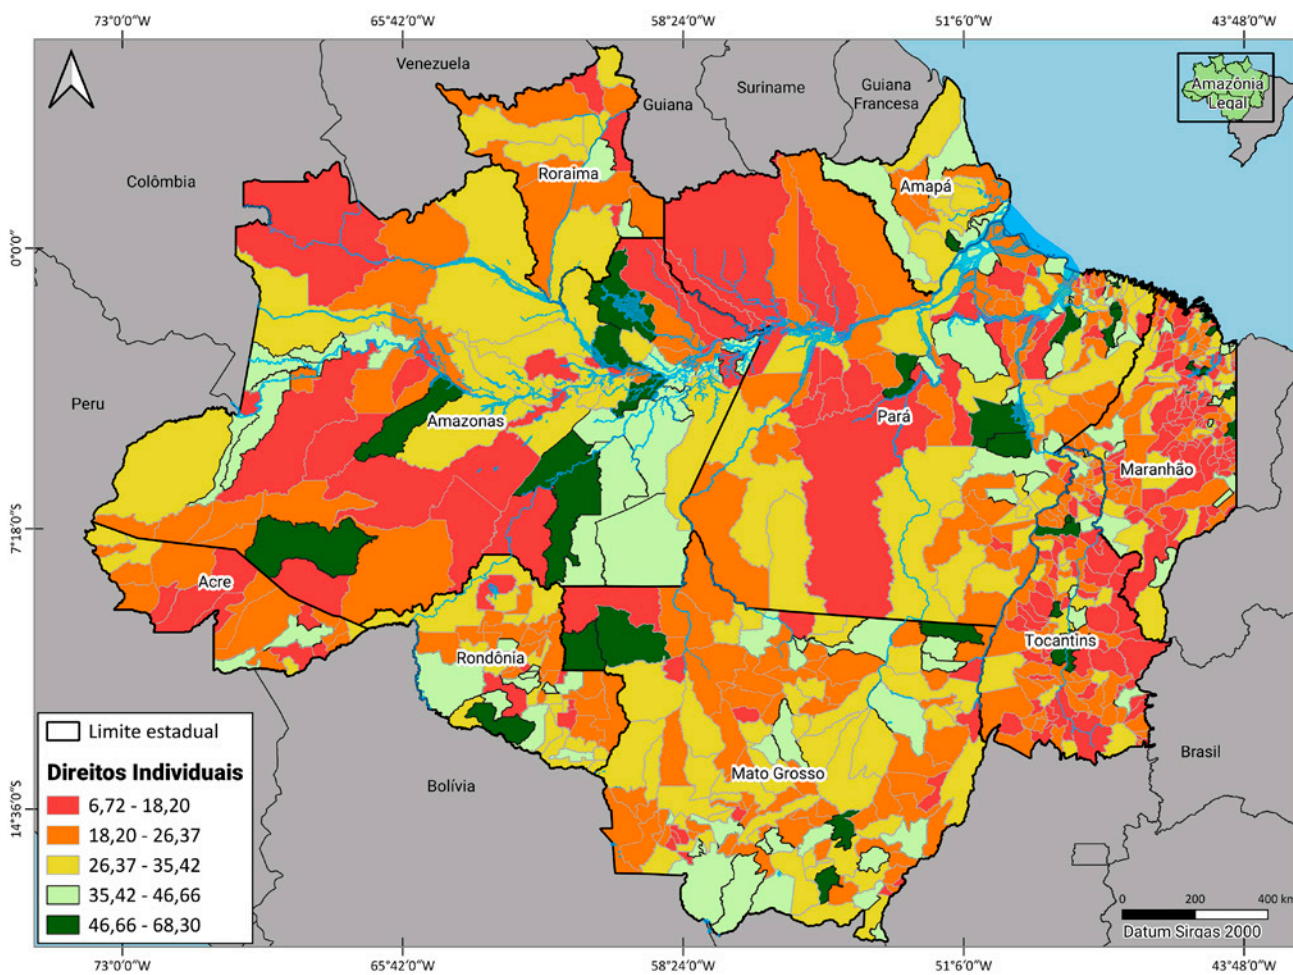 73°0'0"W 65°42'0"W 58°24'0"W 51°6'0"W 43°48'0"W
Venezuela
Guiana
Suriname
Guiana
Francesa
Amazônia
Legal
Colômbia
Roraima
Amapá
0°0'0"
Peru
Amazonas
Pará
Maranhão
7°18'0"S
Acre
Rondônia
Tocantins
Mato Grosso
Bolívia
Brasil
14°36'0"S
Limite estadual
Direitos Individuais
6,72 - 18,20
18,20 - 26,37
26,37 - 35,42
35,42 - 46,66
46,66 - 68,30
0 200 400 km
Datum Sirgas 2000
73°0'0"W 65°42'0"W 58°24'0"W 51°6'0"W 43°48'0"W